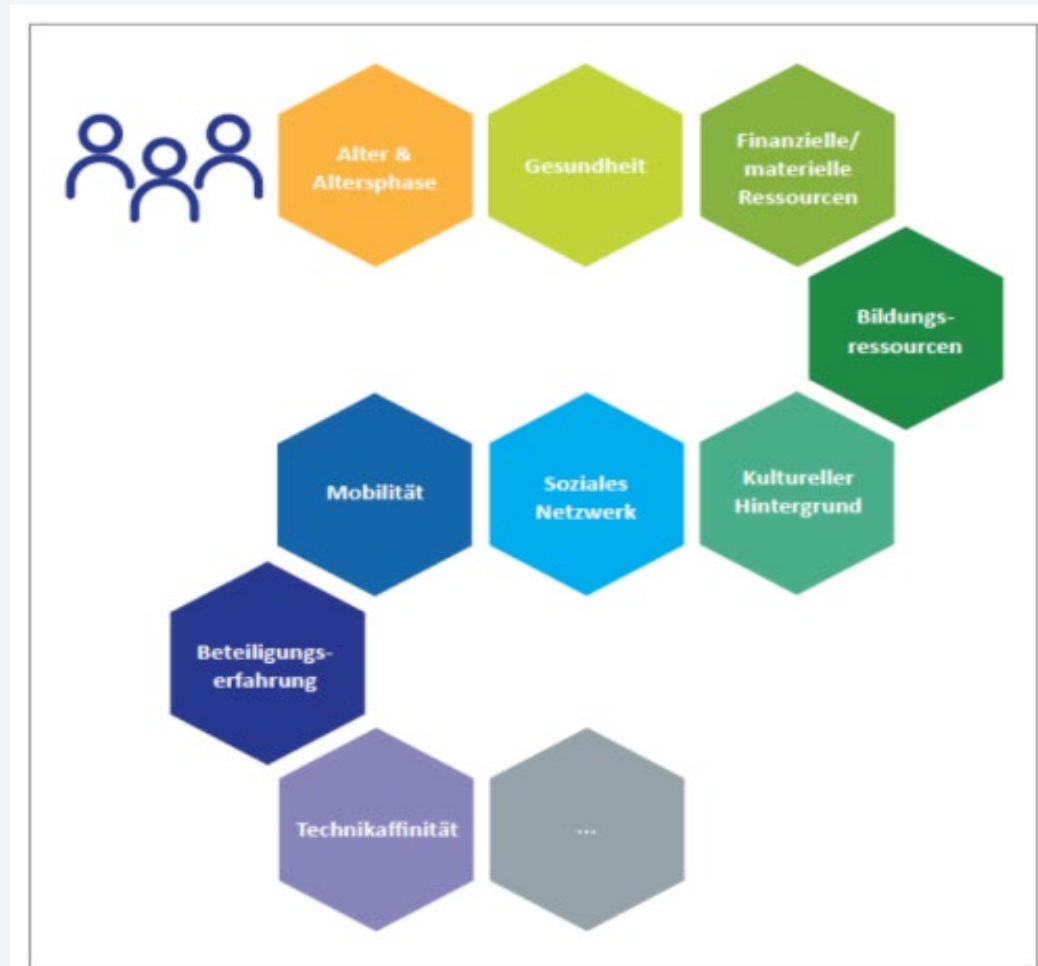 Alter &
Altersphase
Gesundheit
Finanzielle/
materielle
Ressourcen
Bildungs-
ressourcen
Kultureller
Hintergrund
Soziales
Netzwerk
Mobilität
Beteiligungs-
erfahrung
Technikaffinität
...